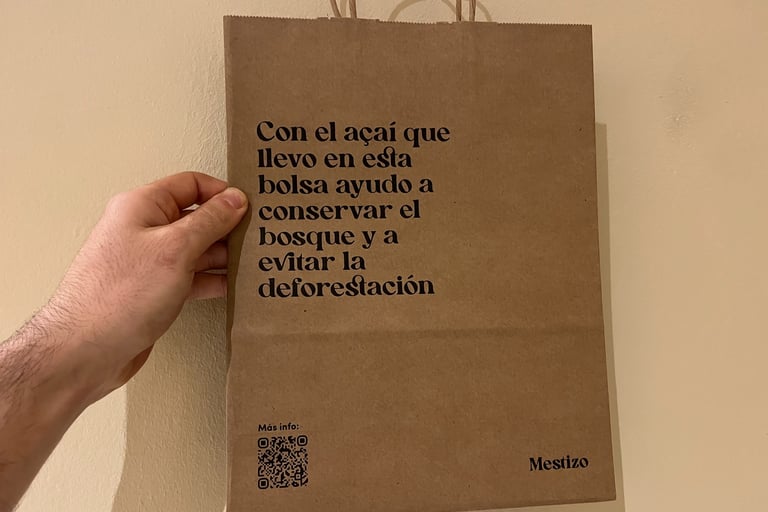 Con el açaí que
llevo en esta
bolsa ayudo a
conservar el
bosque y a
evitar la
deforestación
Más info:
Mestizo